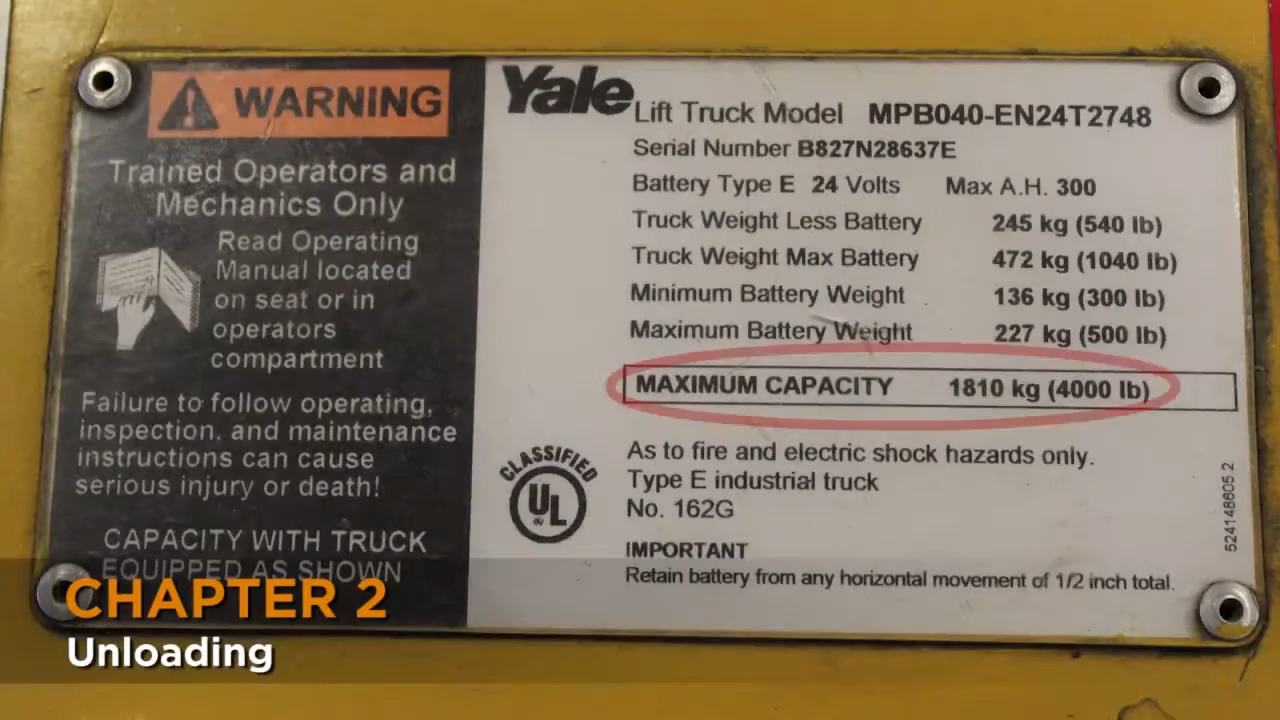 WARNING
Trained Operators and
Mechanics Only
Read Operating
Manual located
on seat or in
operators
compartment
Failure to follow operating,
inspection. and maintenance
instructions can cause
serious injury or death!
CAPACITY WITH TRUCK
EQUIPPED AS SHOWN
Yale Lift Truck Model MPB040-EN24T2748
Serial Number B827N28637E
Battery Type E 24 Volts Max A.H. 300
Truck Weight Less Battery 245 kg (540 lb)
Truck Weight Max Battery 472 kg (1040 lb)
Minimum Battery Weight 136 kg (300 lb)
Maximum Battery Weight 227 kg (500 lb)
MAXIMUM CAPACITY 1810 kg (4000 lb)
CLASSIFIED
UL
®
As to fire and electric shock hazards only.
Type E industrial truck
No. 162G
IMPORTANT
Retain battery from any horizontal movement of 1/2 inch total.
524148605.2
CHAPTER 2
Unloading